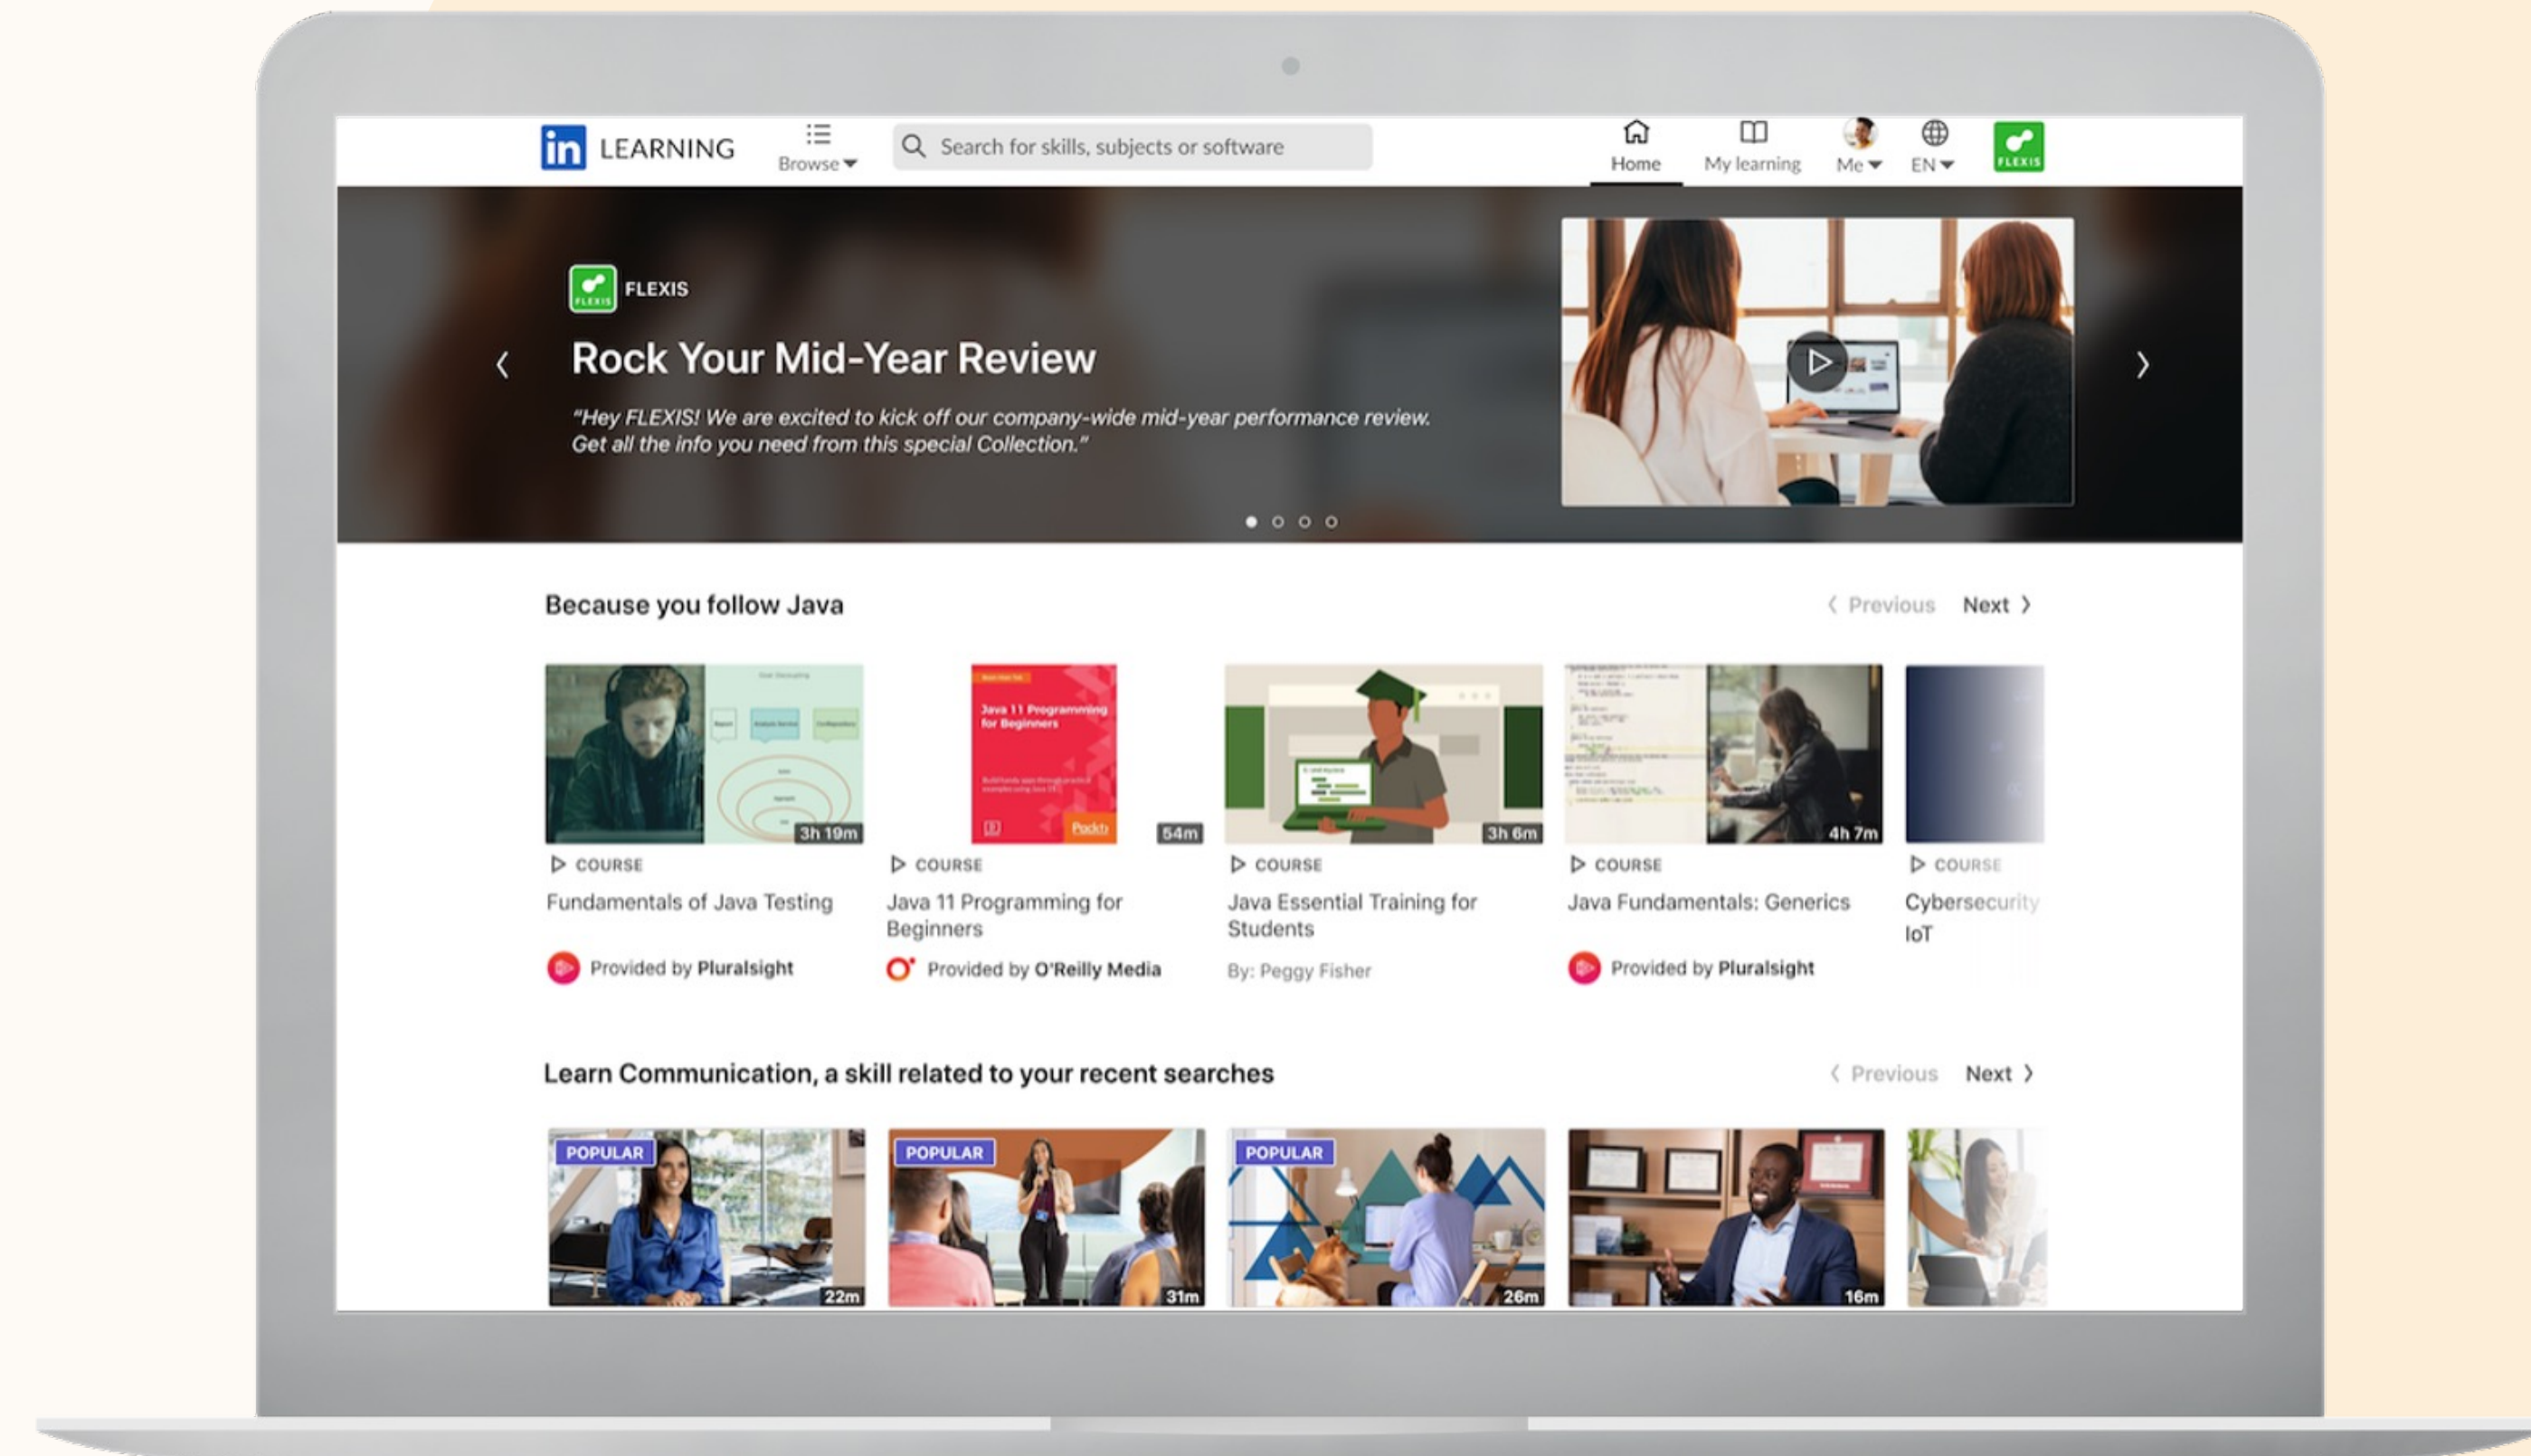 in LEARNING
Browse
Search for skills, subjects or software
Home
My learning
Me
EN
FLEXIS
FLEXIS
FLEXIS
Rock Your Mid-Year Review
“Hey FLEXIS! We are excited to kick off our company-wide mid-year performance review.
Get all the info you need from this special Collection.”
Because you follow Java
Previous
Next
3h 19m
Java 11 Programming
for Beginners
Packt
54m
3h 6m
4h 7m
COURSE
COURSE
COURSE
COURSE
COURSE
Fundamentals of Java Testing
Java 11 Programming for
Beginners
Java Essential Training for
Students
Java Fundamentals: Generics
Cybersecurity
IoT
Provided by Pluralsight
Provided by O'Reilly Media
By: Peggy Fisher
Provided by Pluralsight
Learn Communication, a skill related to your recent searches
Previous
Next
POPULAR
POPULAR
POPULAR
22m
31m
26m
16m